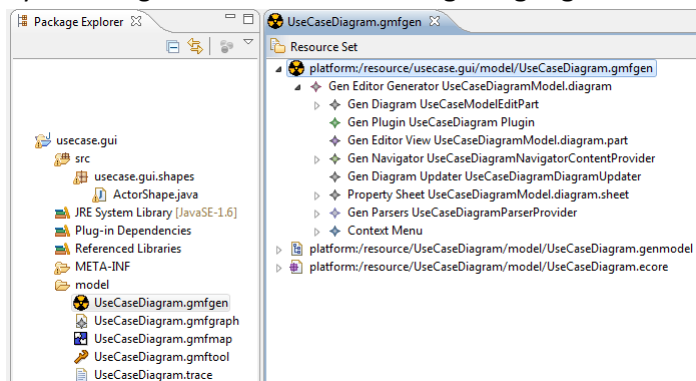 Package Explorer
usecase.gui
src
usecase.gui.shapes
ActorShape.java
JRE System Library [JavaSE-1.6]
Plug-in Dependencies
Referenced Libraries
META-INF
model
UseCaseDiagram.gmfgen
UseCaseDiagram.gmfgraph
UseCaseDiagram.gmfmap
UseCaseDiagram.gmftool
UseCaseDiagram.trace
UseCaseDiagram.gmfgen
Resource Set
platform:/resource/usecase.gui/model/UseCaseDiagram.gmfgen
Gen Editor Generator UseCaseDiagramModel.diagram
Gen Diagram UseCaseModelEditPart
Gen Plugin UseCaseDiagram Plugin
Gen Editor View UseCaseDiagramModel.diagram.part
Gen Navigator UseCaseDiagramNavigatorContentProvider
Gen Diagram Updater UseCaseDiagramDiagramUpdater
Property Sheet UseCaseDiagramModel.diagram.sheet
Gen Parsers UseCaseDiagramParserProvider
Context Menu
platform:/resource/UseCaseDiagram/model/UseCaseDiagram.genmodel
platform:/resource/UseCaseDiagram/model/UseCaseDiagram.ecore